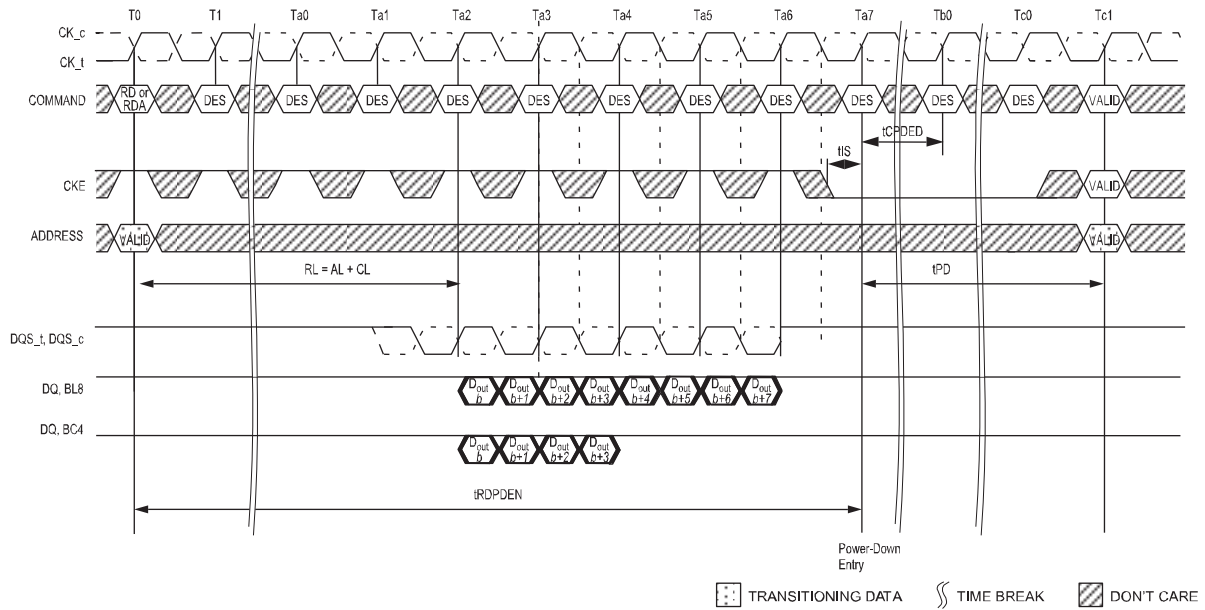 T0 T1 Ta0 Ta1 Ta2 Ta3 Ta4 Ta5 Ta6 Ta7 Tb0 Tc0 Tc1
CK_c
CK_t
COMMAND RD or RDA DES DES DES DES DES DES DES DES DES DES DES VALID
tCPDED
tIS
CKE VALID
ADDRESS VALID VALID
RL = AL + CL tPD
DQS_t, DQS_c
DQ, BL8 Dout b Dout b+1 Dout b+2 Dout b+3 Dout b+4 Dout b+5 Dout b+6 Dout b+7
DQ, BC4 Dout b Dout b+1 Dout b+2 Dout b+3
tRDPDEN
Power-Down
Entry
TRANSITIONING DATA TIME BREAK DON'T CARE